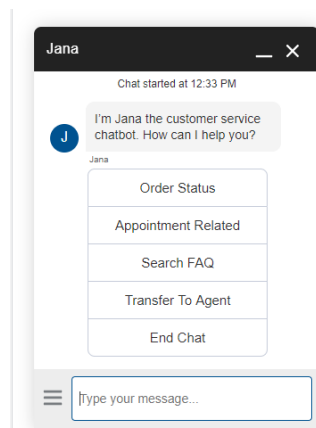 Jana
Chat started at 12:33 PM
I'm Jana the customer service
chatbot. How can I help you?
J
Jana
Order Status
Appointment Related
Search FAQ
Transfer To Agent
End Chat
Type your message...